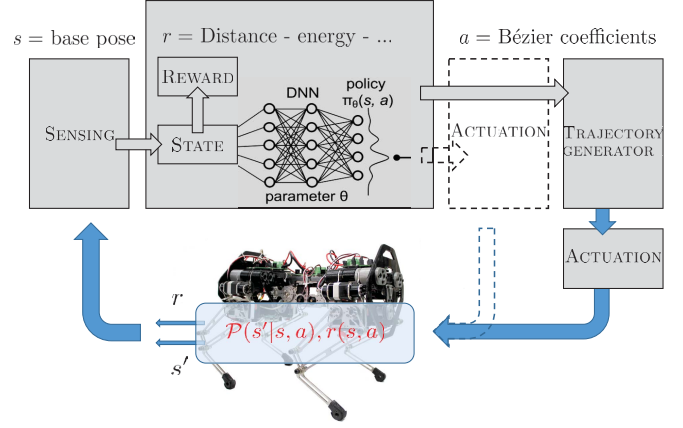 s = base pose
r = Distance - energy - ...
a = Bézier coefficients
REWARD
DNN
policy
πθ(s, a)
SENSING
STATE
ACTUATION
TRAJECTORY
GENERATOR
parameter θ
ACTUATION
r
P(s′|s, a), r(s, a)
s′